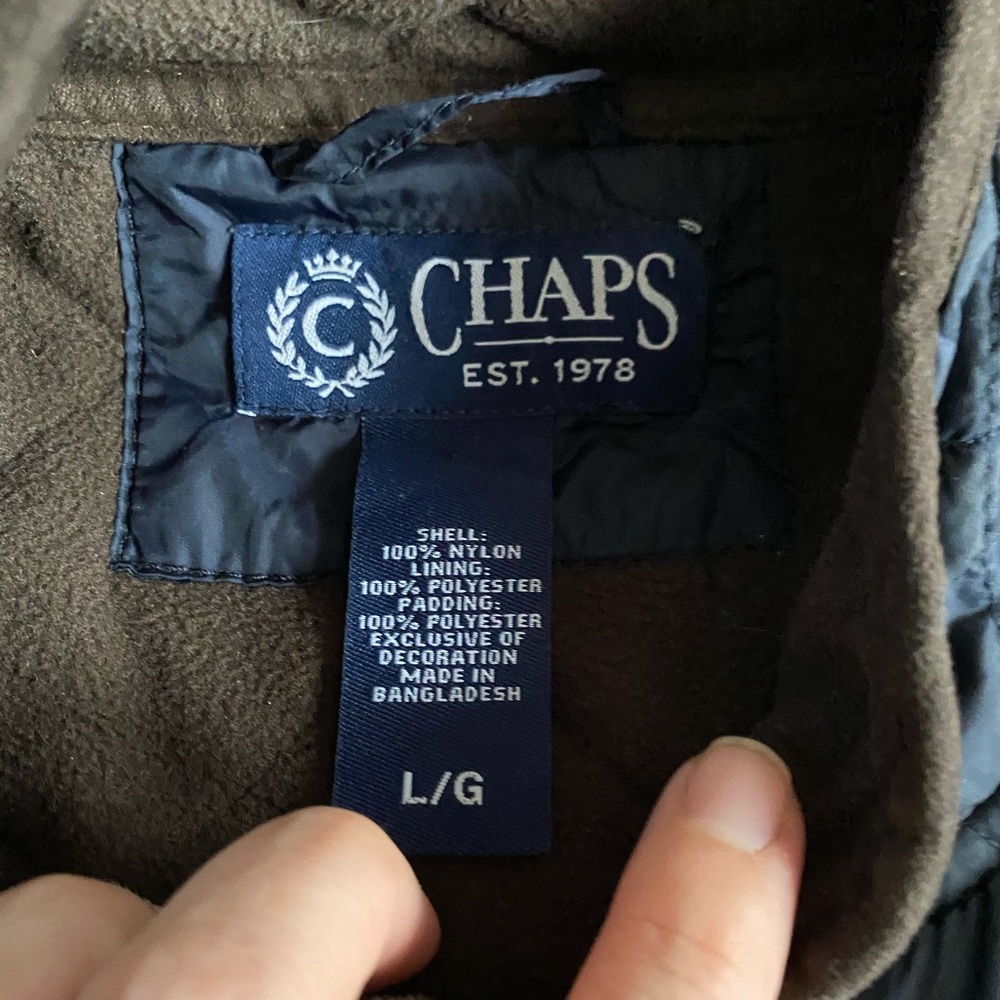 C
CHAPS
EST. 1978
SHELL:
100% NYLON
LINING:
100% POLYESTER
PADDING:
100% POLYESTER
EXCLUSIVE OF
DECORATION
MADE IN
BANGLADESH
L/G